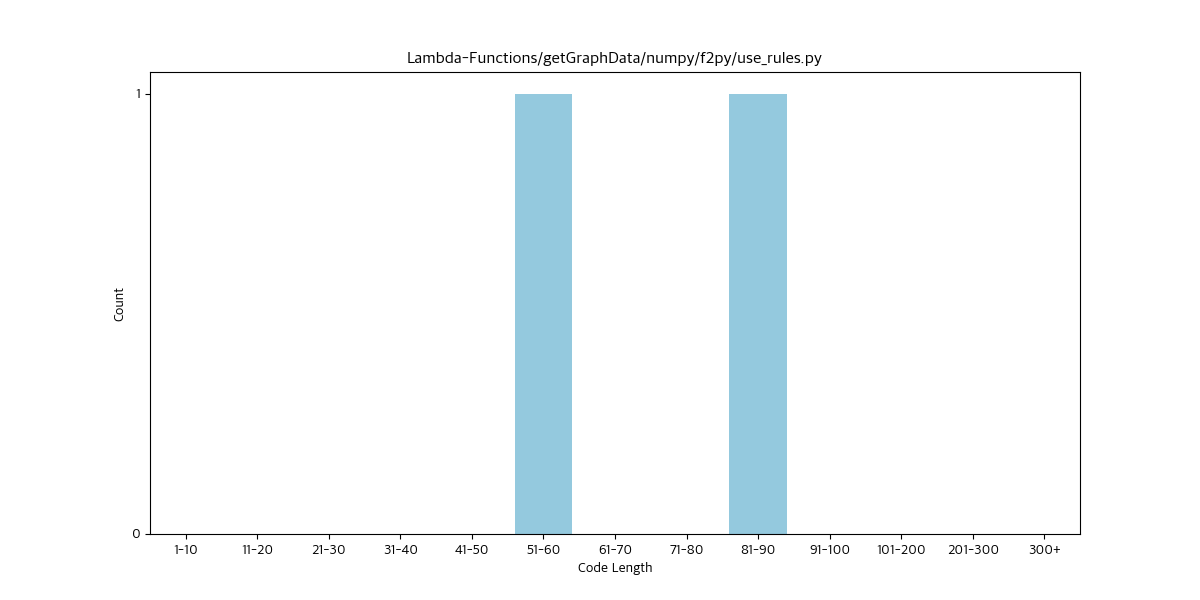 Lambda-Functions/getGraphData/numpy/f2py/use_rules.py
1
0
Count
1-10 11-20 21-30 31-40 41-50 51-60 61-70 71-80 81-90 91-100 101-200 201-300 300+
Code Length